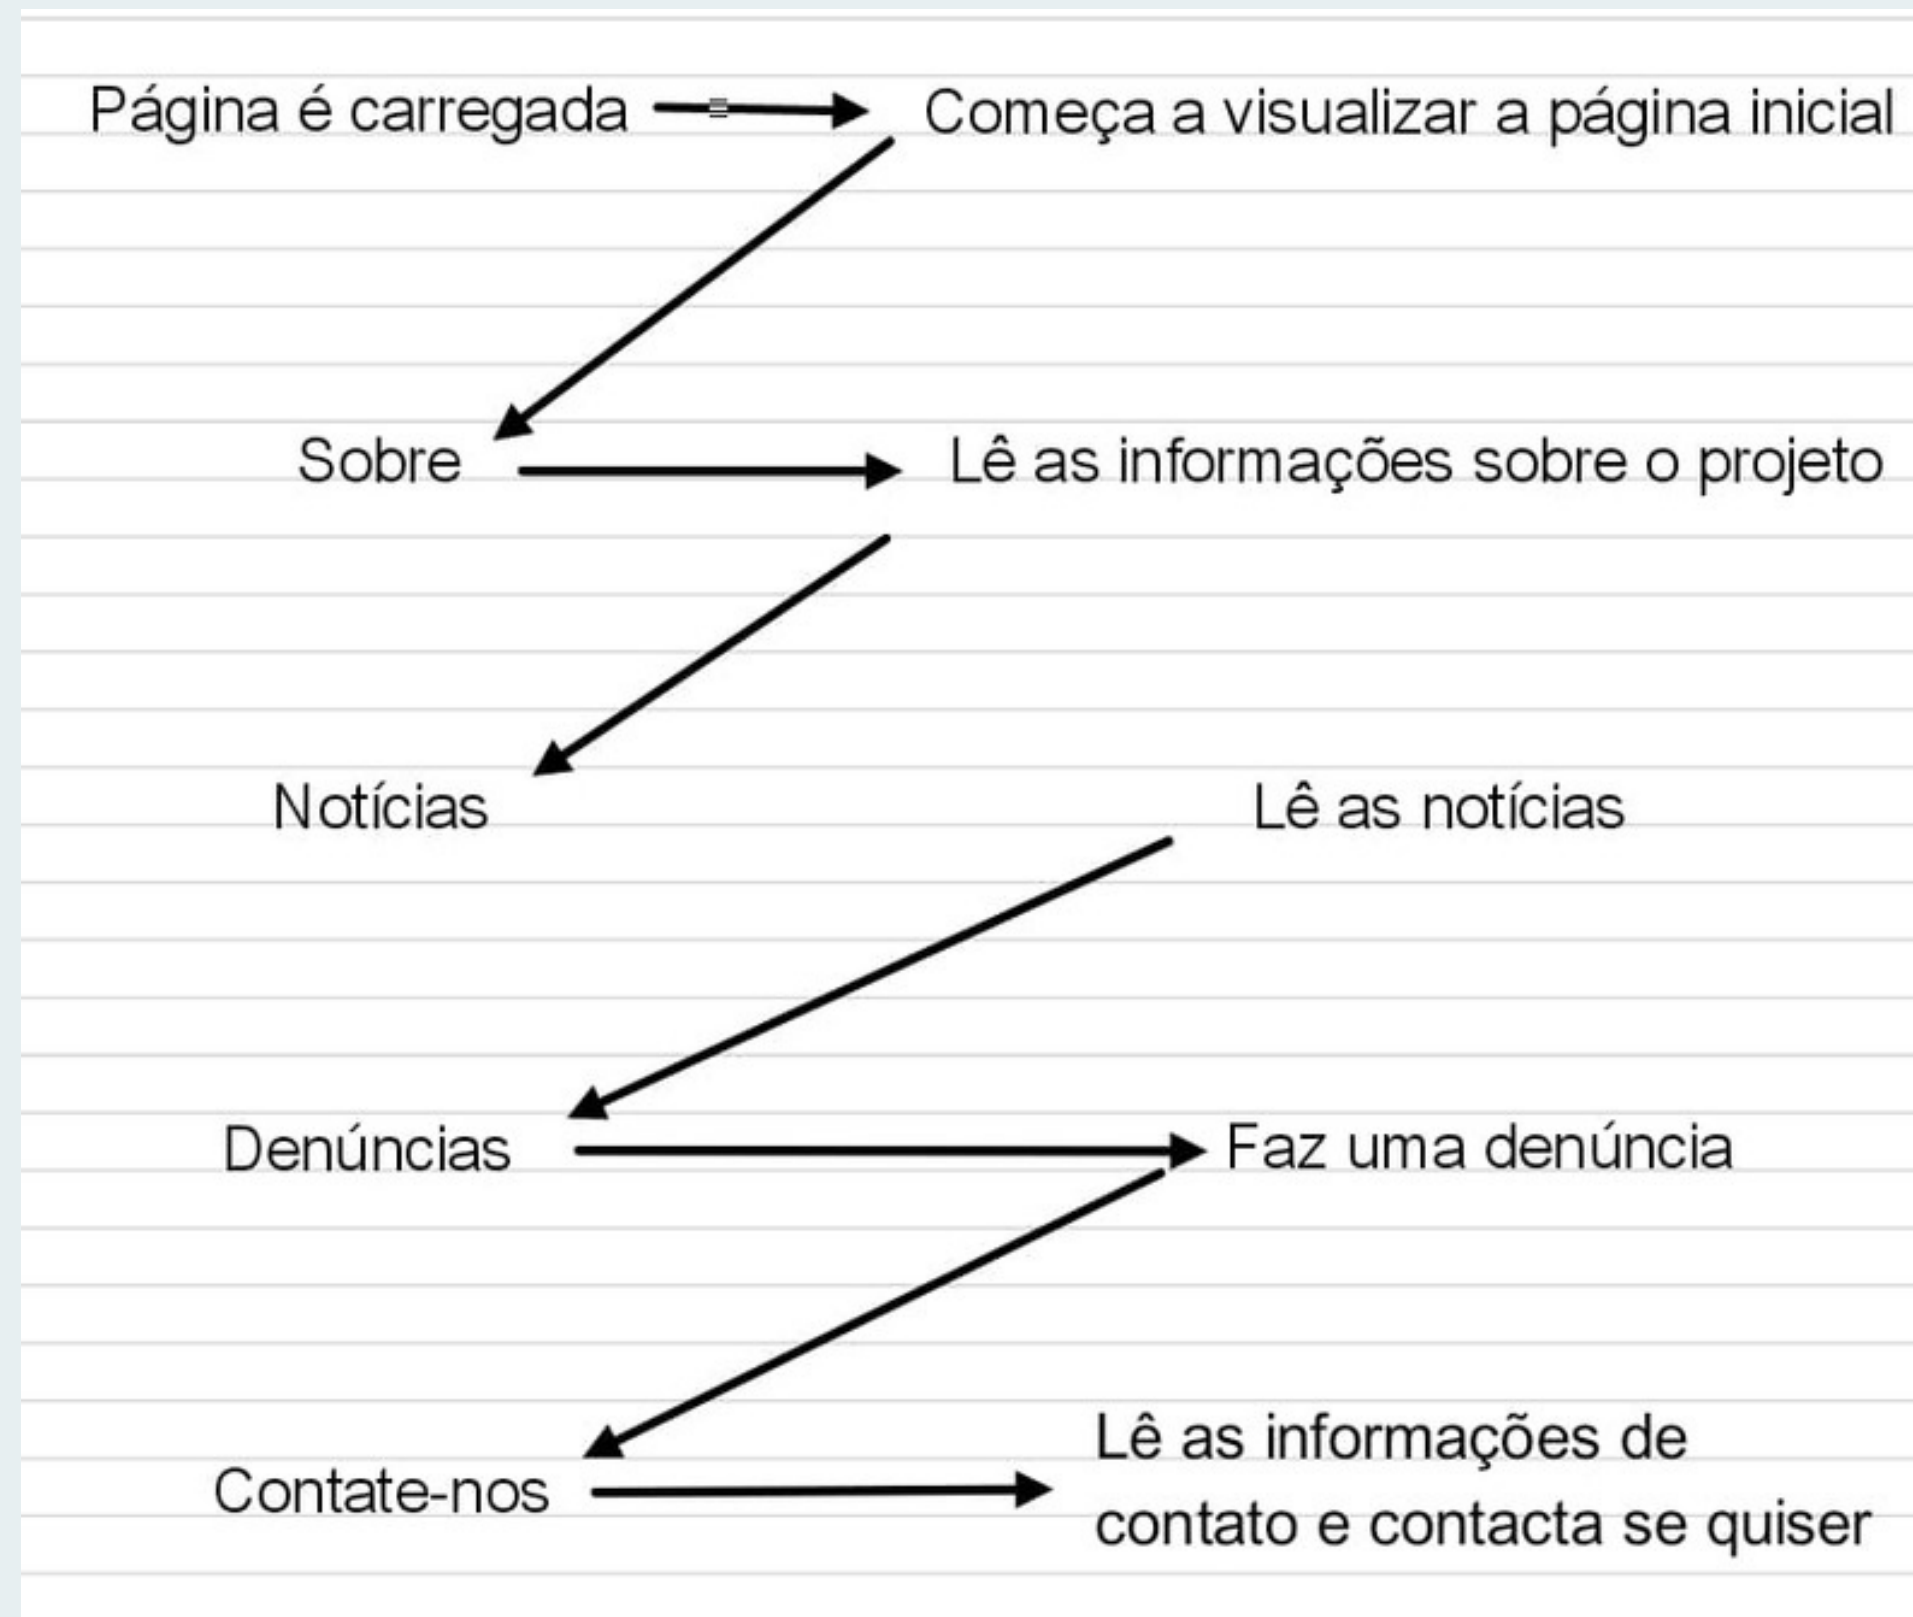 Página é carregada
Começa a visualizar a página inicial
Sobre
Lê as informações sobre o projeto
Notícias
Lê as notícias
Denúncias
Faz uma denúncia
Contate-nos
Lê as informações de
contato e contacta se quiser